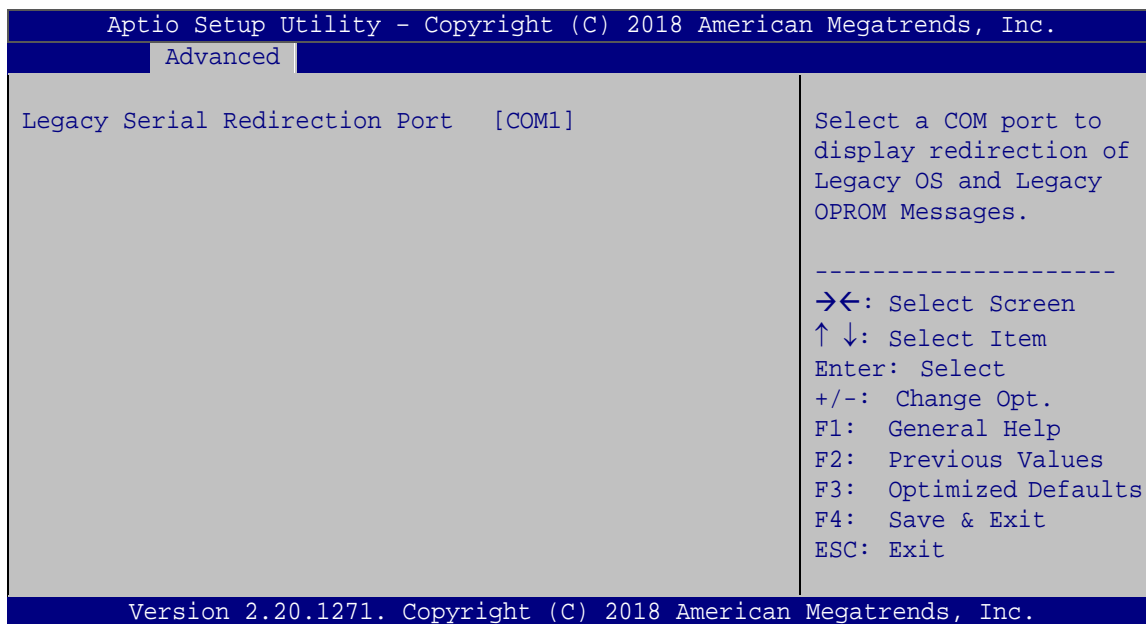 Aptio Setup Utility – Copyright (C) 2018 American Megatrends, Inc.
Advanced
Legacy Serial Redirection Port [COM1]
Select a COM port to
display redirection of
Legacy OS and Legacy
OPROM Messages.
---------------------
→←: Select Screen
↑ ↓: Select Item
Enter: Select
+/-: Change Opt.
F1: General Help
F2: Previous Values
F3: Optimized Defaults
F4: Save & Exit
ESC: Exit
Version 2.20.1271. Copyright (C) 2018 American Megatrends, Inc.